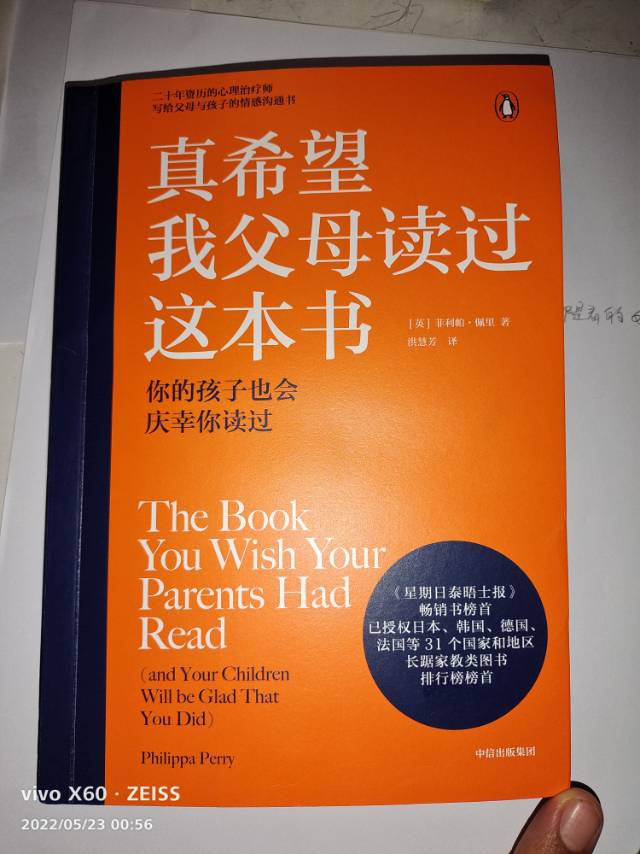 二十年资历的心理治疗师
写给父母与孩子的情感沟通书
真希望
我父母读过
这本书
[英] 菲利帕·佩里 著
洪慧芳 译
你的孩子也会
庆幸你读过
The Book
You Wish Your
Parents Had
Read
(and Your Children
Will be Glad That
You Did)
Philippa Perry
《星期日泰晤士报》
畅销书榜首
已授权日本、韩国、德国、
法国等 31 个国家和地区
长踞家教类图书
排行榜榜首
中信出版集团
vivo X60 · ZEISS
2022/05/23 00:56